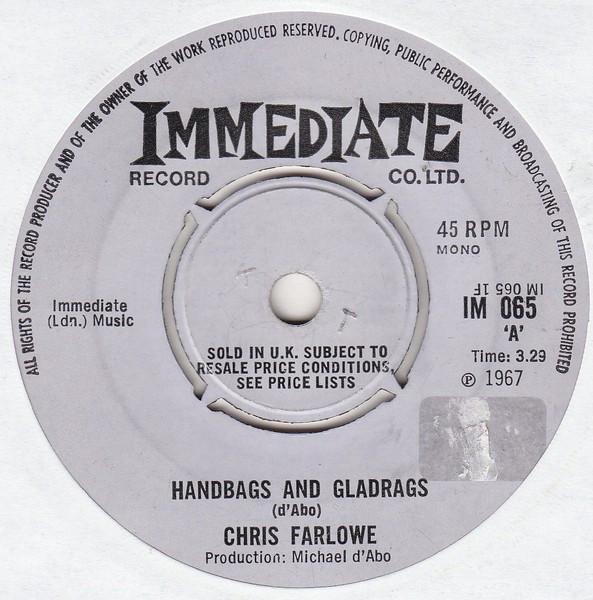 ALL RIGHTS OF THE RECORD PRODUCER AND OF THE OWNER OF THE WORK REPRODUCED RESERVED. COPYING, PUBLIC PERFORMANCE AND BROADCASTING OF THIS RECORD PROHIBITED
IMMEDIATE
RECORD CO. LTD.
45 RPM
MONO
IM 065 1F
Immediate
(Ldn.) Music
IM 065
'A'
Time: 3.29
℗ 1967
SOLD IN U.K. SUBJECT TO
RESALE PRICE CONDITIONS,
SEE PRICE LISTS
HANDBAGS AND GLADRAGS
(d'Abo)
CHRIS FARLOWE
Production: Michael d'Abo